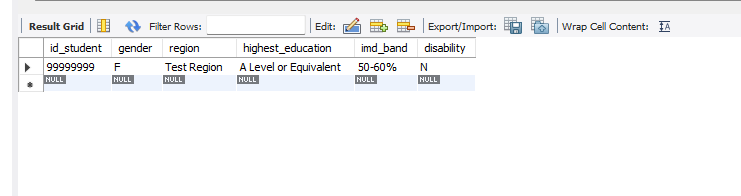 Result Grid Filter Rows: Edit: Export/Import: Wrap Cell Content: IA
id_student gender region highest_education imd_band disability
99999999 F Test Region A Level or Equivalent 50-60% N
NULL NULL NULL NULL NULL NULL